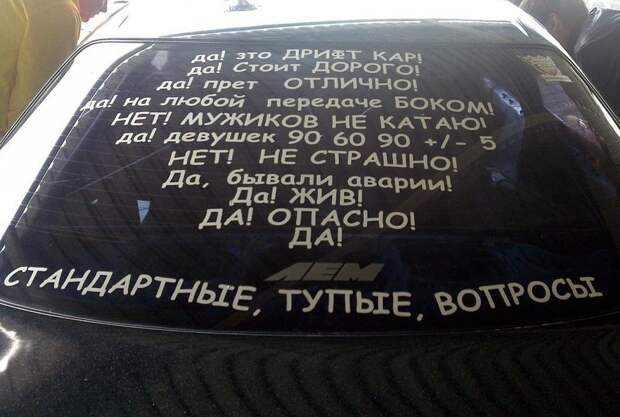 да! это ДРИФТ КАР!
да! Стоит ДОРОГО!
да! прет ОТЛИЧНО!
да! на любой передаче БОКОМ!
НЕТ! МУЖИКОВ НЕ КАТАЮ!
да! девушек 90 60 90 +/- 5
НЕТ! НЕ СТРАШНО!
Да, бывали аварии!
Да! ЖИВ!
ДА! ОПАСНО!
ДА!
AEM
СТАНДАРТНЫЕ, ТУПЫЕ, ВОПРОСЫ